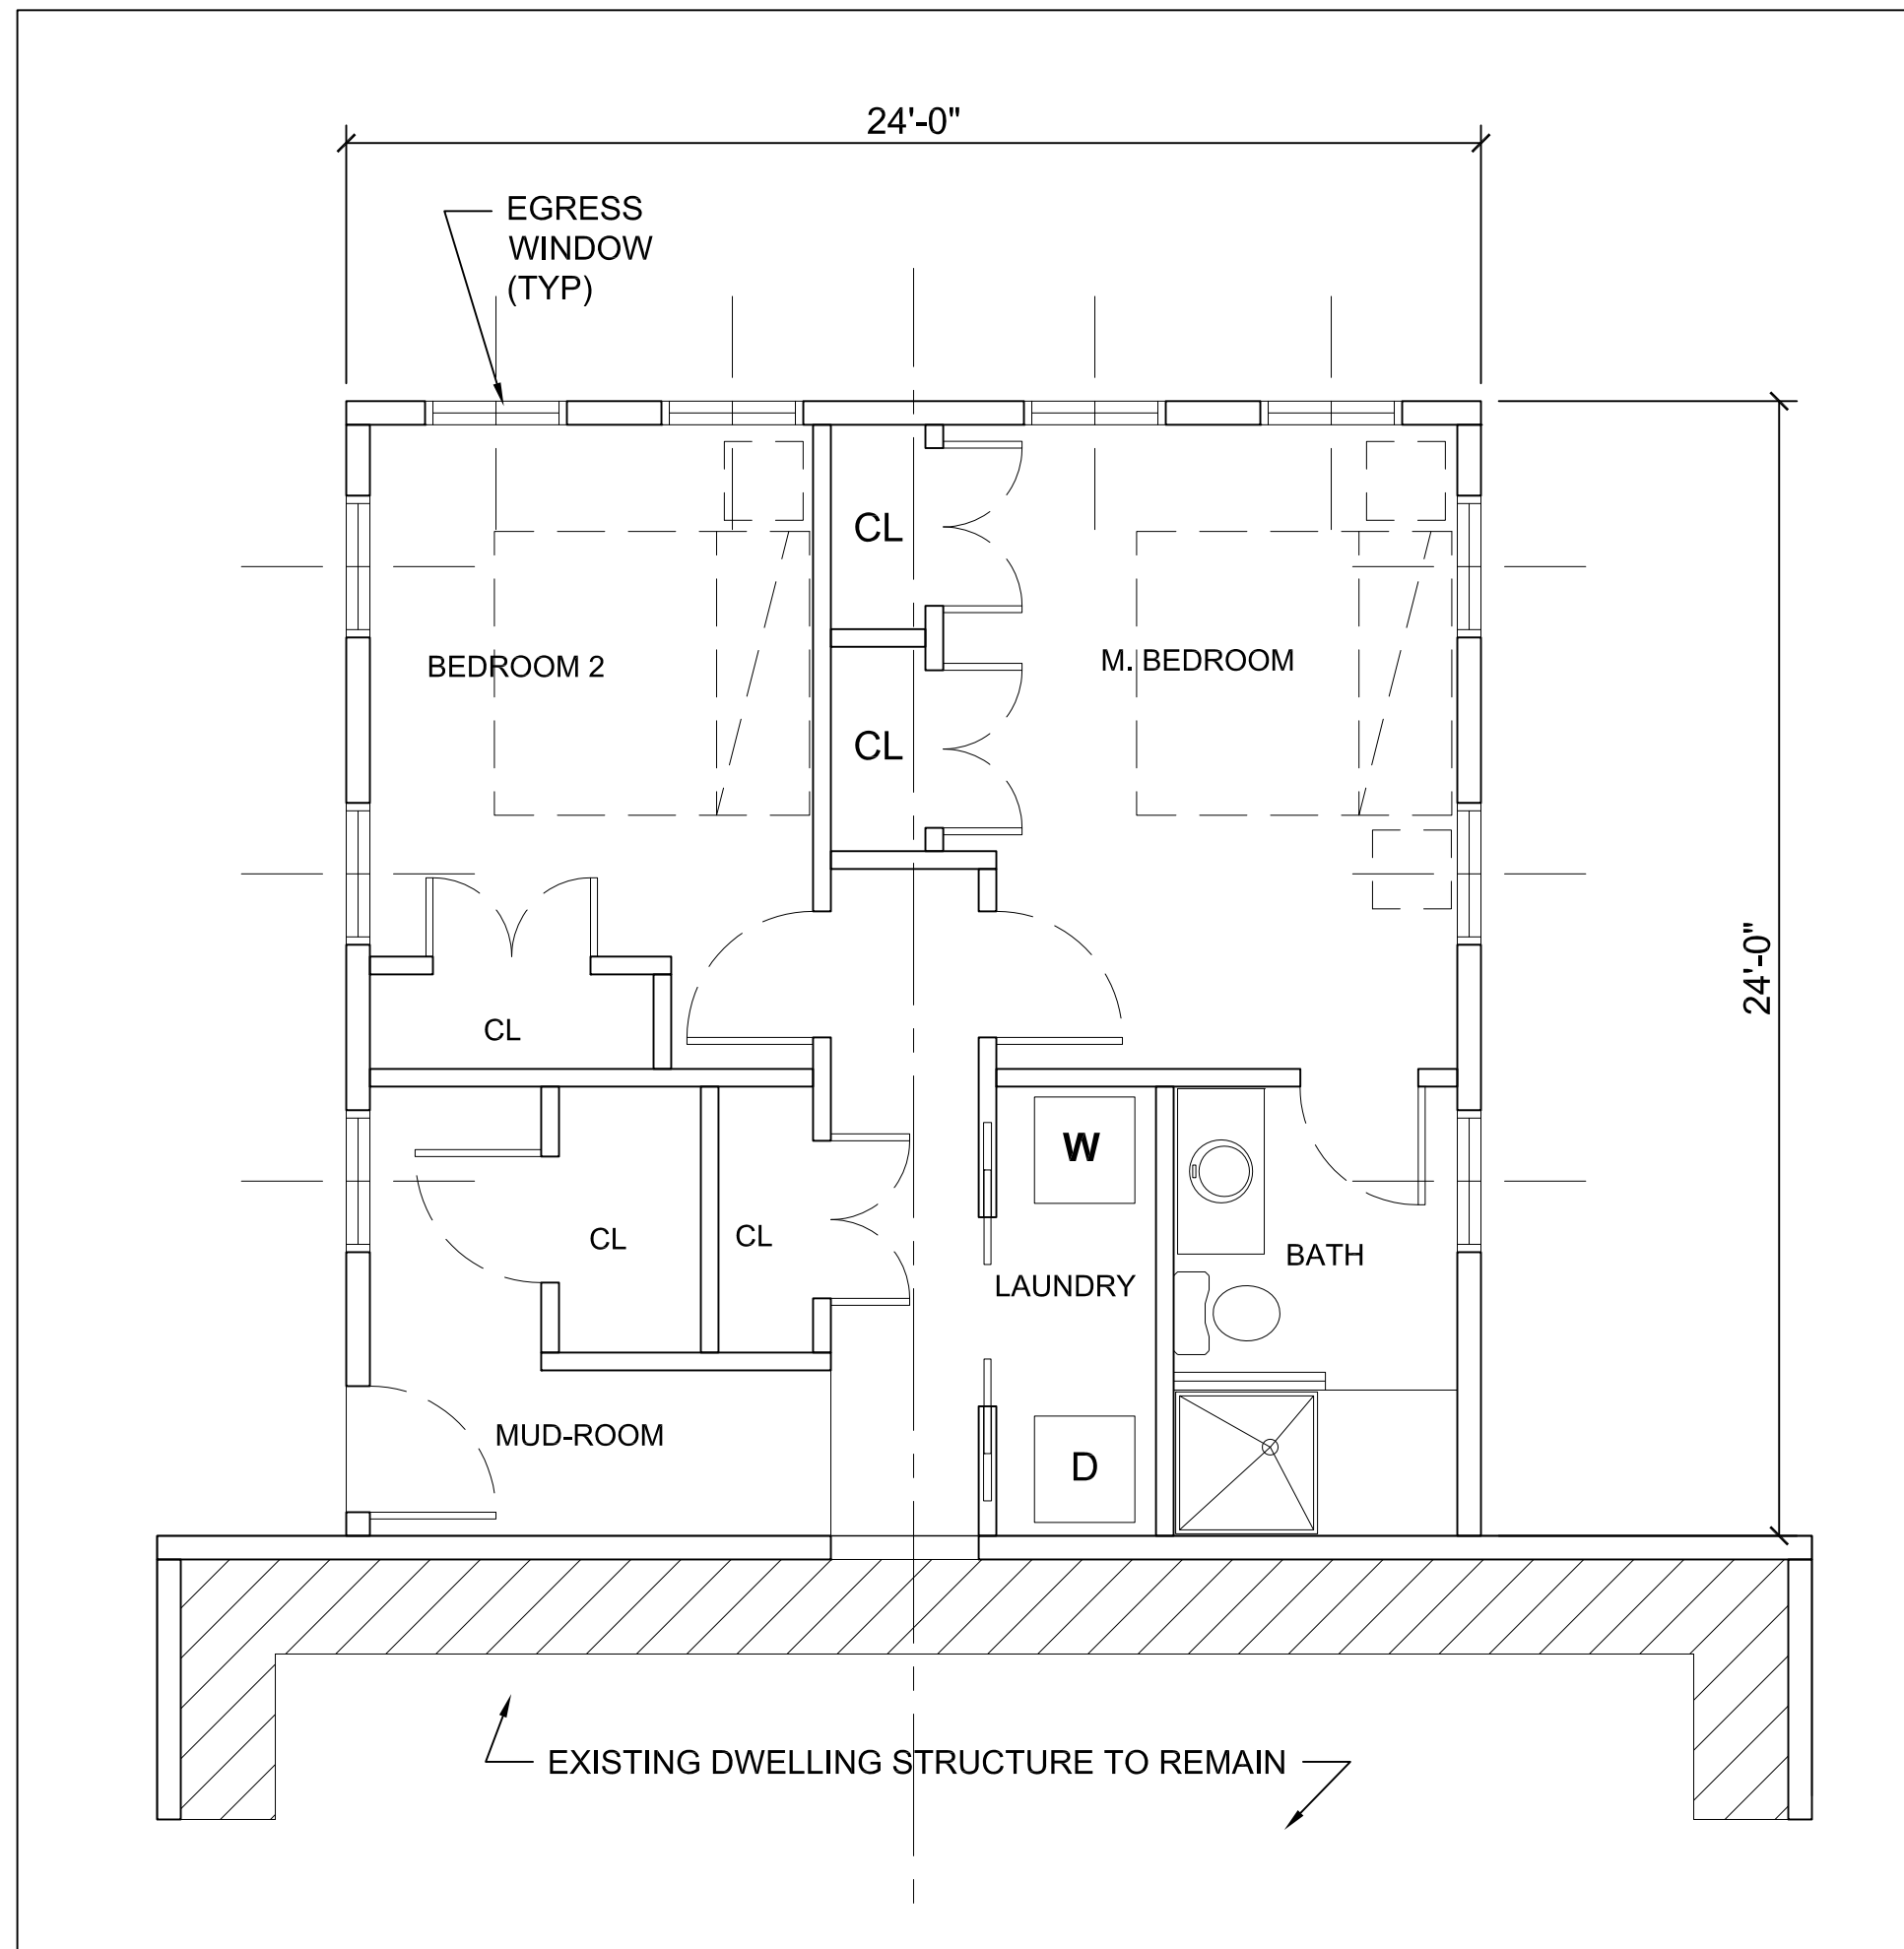 24'-0"
EGRESS
WINDOW
(TYP)
CL
BEDROOM 2
M. BEDROOM
CL
24'-0"
CL
W
CL
CL
BATH
LAUNDRY
MUD-ROOM
D
EXISTING DWELLING STRUCTURE TO REMAIN